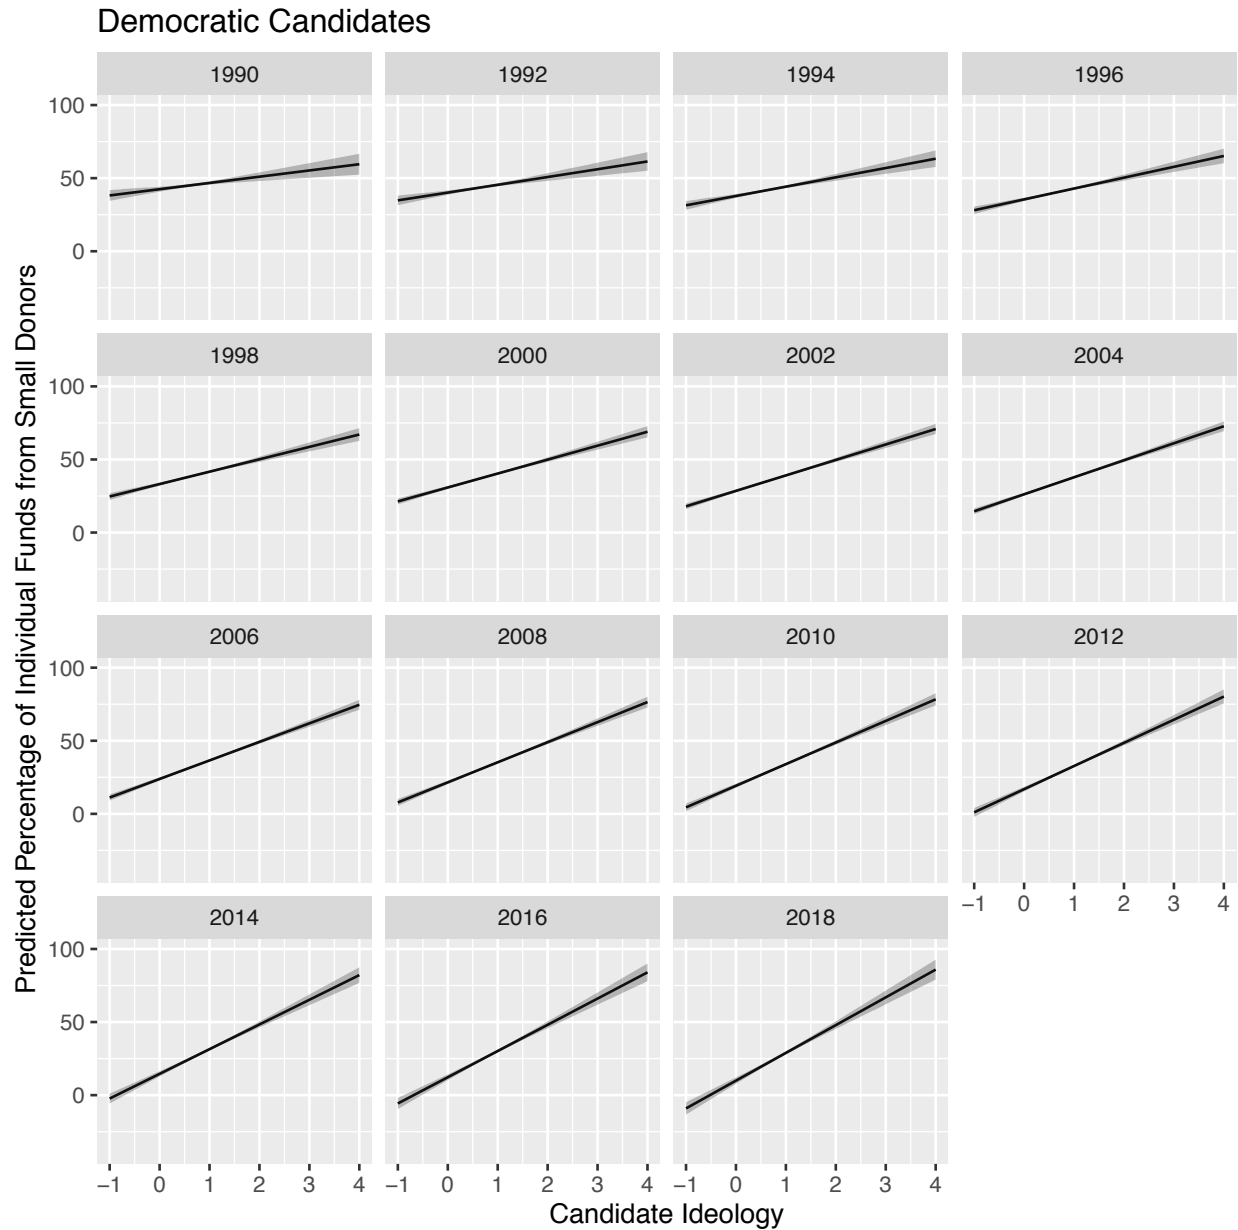 Democratic Candidates
Predicted Percentage of Individual Funds from Small Donors
1990 1992 1994 1996
100
50
0
1998 2000 2002 2004
100
50
0
2006 2008 2010 2012
100
50
0
−1 0 1 2 3 4
2014 2016 2018
100
50
0
−1 0 1 2 3 4 −1 0 1 2 3 4 −1 0 1 2 3 4
Candidate Ideology